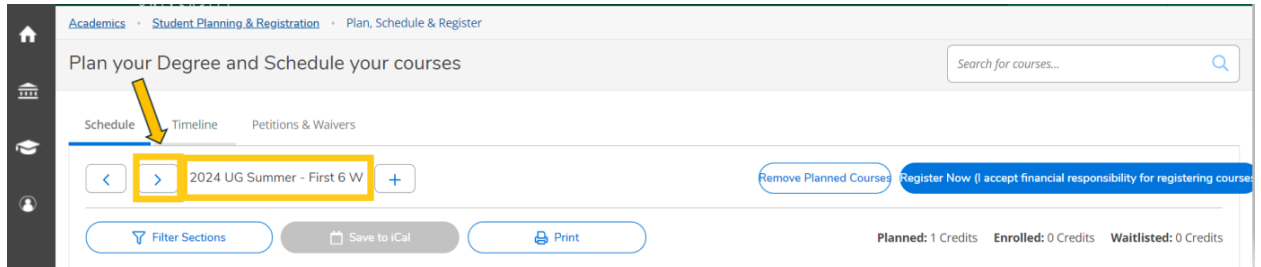 Academics · Student Planning & Registration · Plan, Schedule & Register
Plan your Degree and Schedule your courses
Search for courses...
Schedule Timeline Petitions & Waivers
2024 UG Summer - First 6 W
Remove Planned Courses Register Now (I accept financial responsibility for registering courses
Filter Sections Save to iCal Print Planned: 1 Credits Enrolled: 0 Credits Waitlisted: 0 Credits